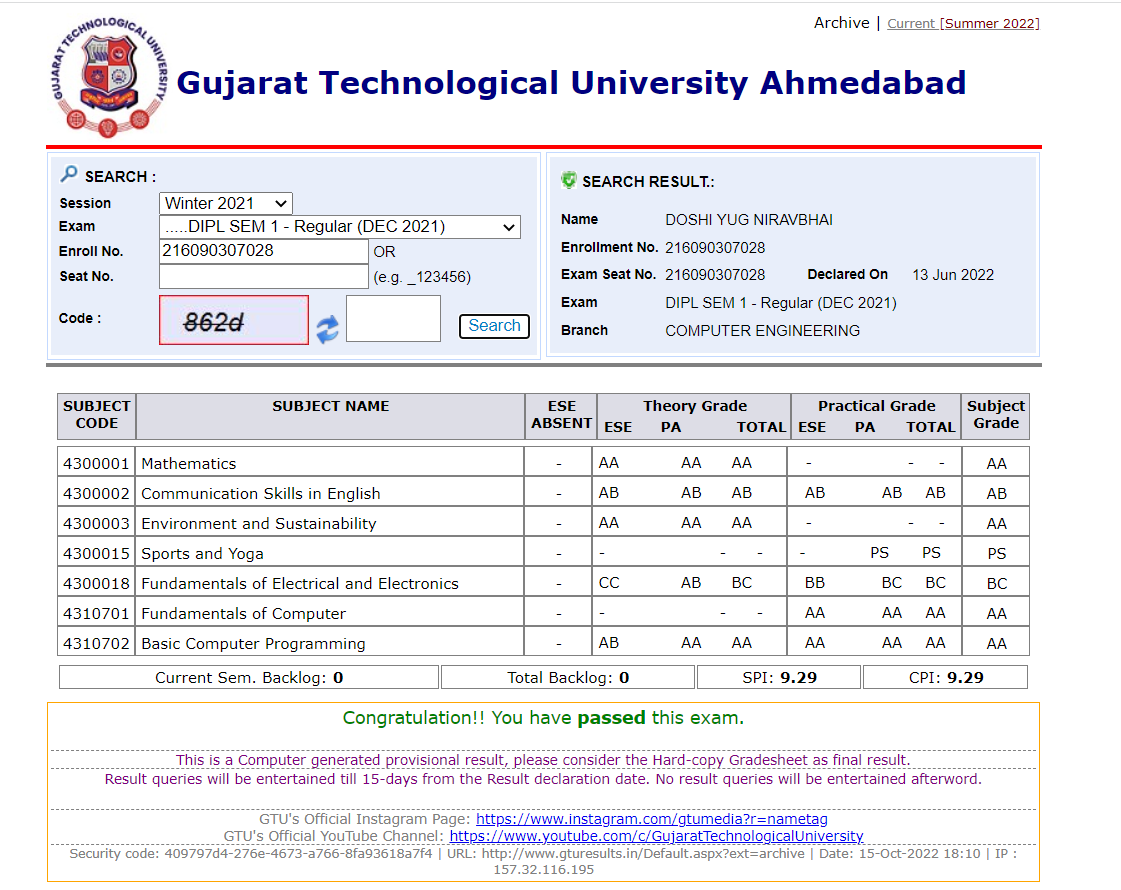 Archive | Current [Summer 2022]
GUJARAT TECHNOLOGICAL UNIVERSITY
Gujarat Technological University Ahmedabad
SEARCH :
Session Winter 2021
Exam .....DIPL SEM 1 - Regular (DEC 2021)
Enroll No. 216090307028 OR
Seat No. (e.g. _123456)
Code : 862d Search
SEARCH RESULT.:
Name DOSHI YUG NIRAVBHAI
Enrollment No. 216090307028
Exam Seat No. 216090307028 Declared On 13 Jun 2022
Exam DIPL SEM 1 - Regular (DEC 2021)
Branch COMPUTER ENGINEERING
SUBJECT CODE SUBJECT NAME ESE ABSENT Theory Grade ESE PA TOTAL Practical Grade ESE PA TOTAL Subject Grade
4300001 Mathematics - AA AA AA - - - AA
4300002 Communication Skills in English - AB AB AB AB AB AB AB
4300003 Environment and Sustainability - AA AA AA - - - AA
4300015 Sports and Yoga - - - - - PS PS PS
4300018 Fundamentals of Electrical and Electronics - CC AB BC BB BC BC BC
4310701 Fundamentals of Computer - - - - AA AA AA AA
4310702 Basic Computer Programming - AB AA AA AA AA AA AA
Current Sem. Backlog: 0 Total Backlog: 0 SPI: 9.29 CPI: 9.29
Congratulation!! You have passed this exam.
This is a Computer generated provisional result, please consider the Hard-copy Gradesheet as final result.
Result queries will be entertained till 15-days from the Result declaration date. No result queries will be entertained afterword.
GTU's Official Instagram Page: https://www.instagram.com/gtumedia?r=nametag
GTU's Official YouTube Channel: https://www.youtube.com/c/GujaratTechnologicalUniversity
Security code: 409797d4-276e-4673-a766-8fa93618a7f4 | URL: http://www.gturesults.in/Default.aspx?ext=archive | Date: 15-Oct-2022 18:10 | IP :
157.32.116.195